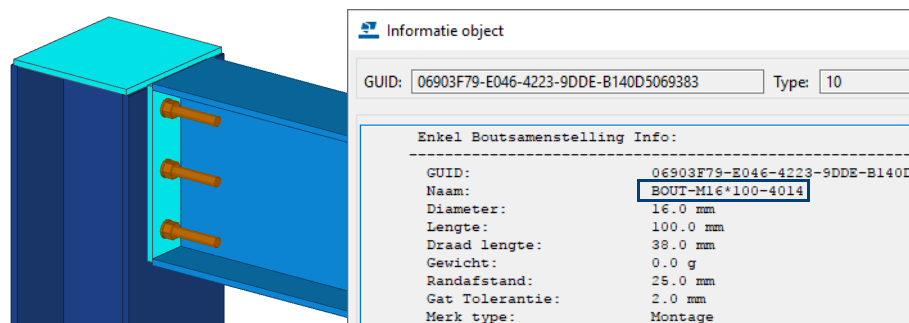 Informatie object
GUID: 06903F79-E046-4223-9DDE-B140D5069383 Type: 10
Enkel Boutsamenstelling Info:
GUID: 06903F79-E046-4223-9DDE-B140D
Naam: BOUT-M16*100-4014
Diameter: 16.0 mm
Lengte: 100.0 mm
Draad lengte: 38.0 mm
Gewicht: 0.0 g
Randafstand: 25.0 mm
Gat Tolerantie: 2.0 mm
Merk type: Montage